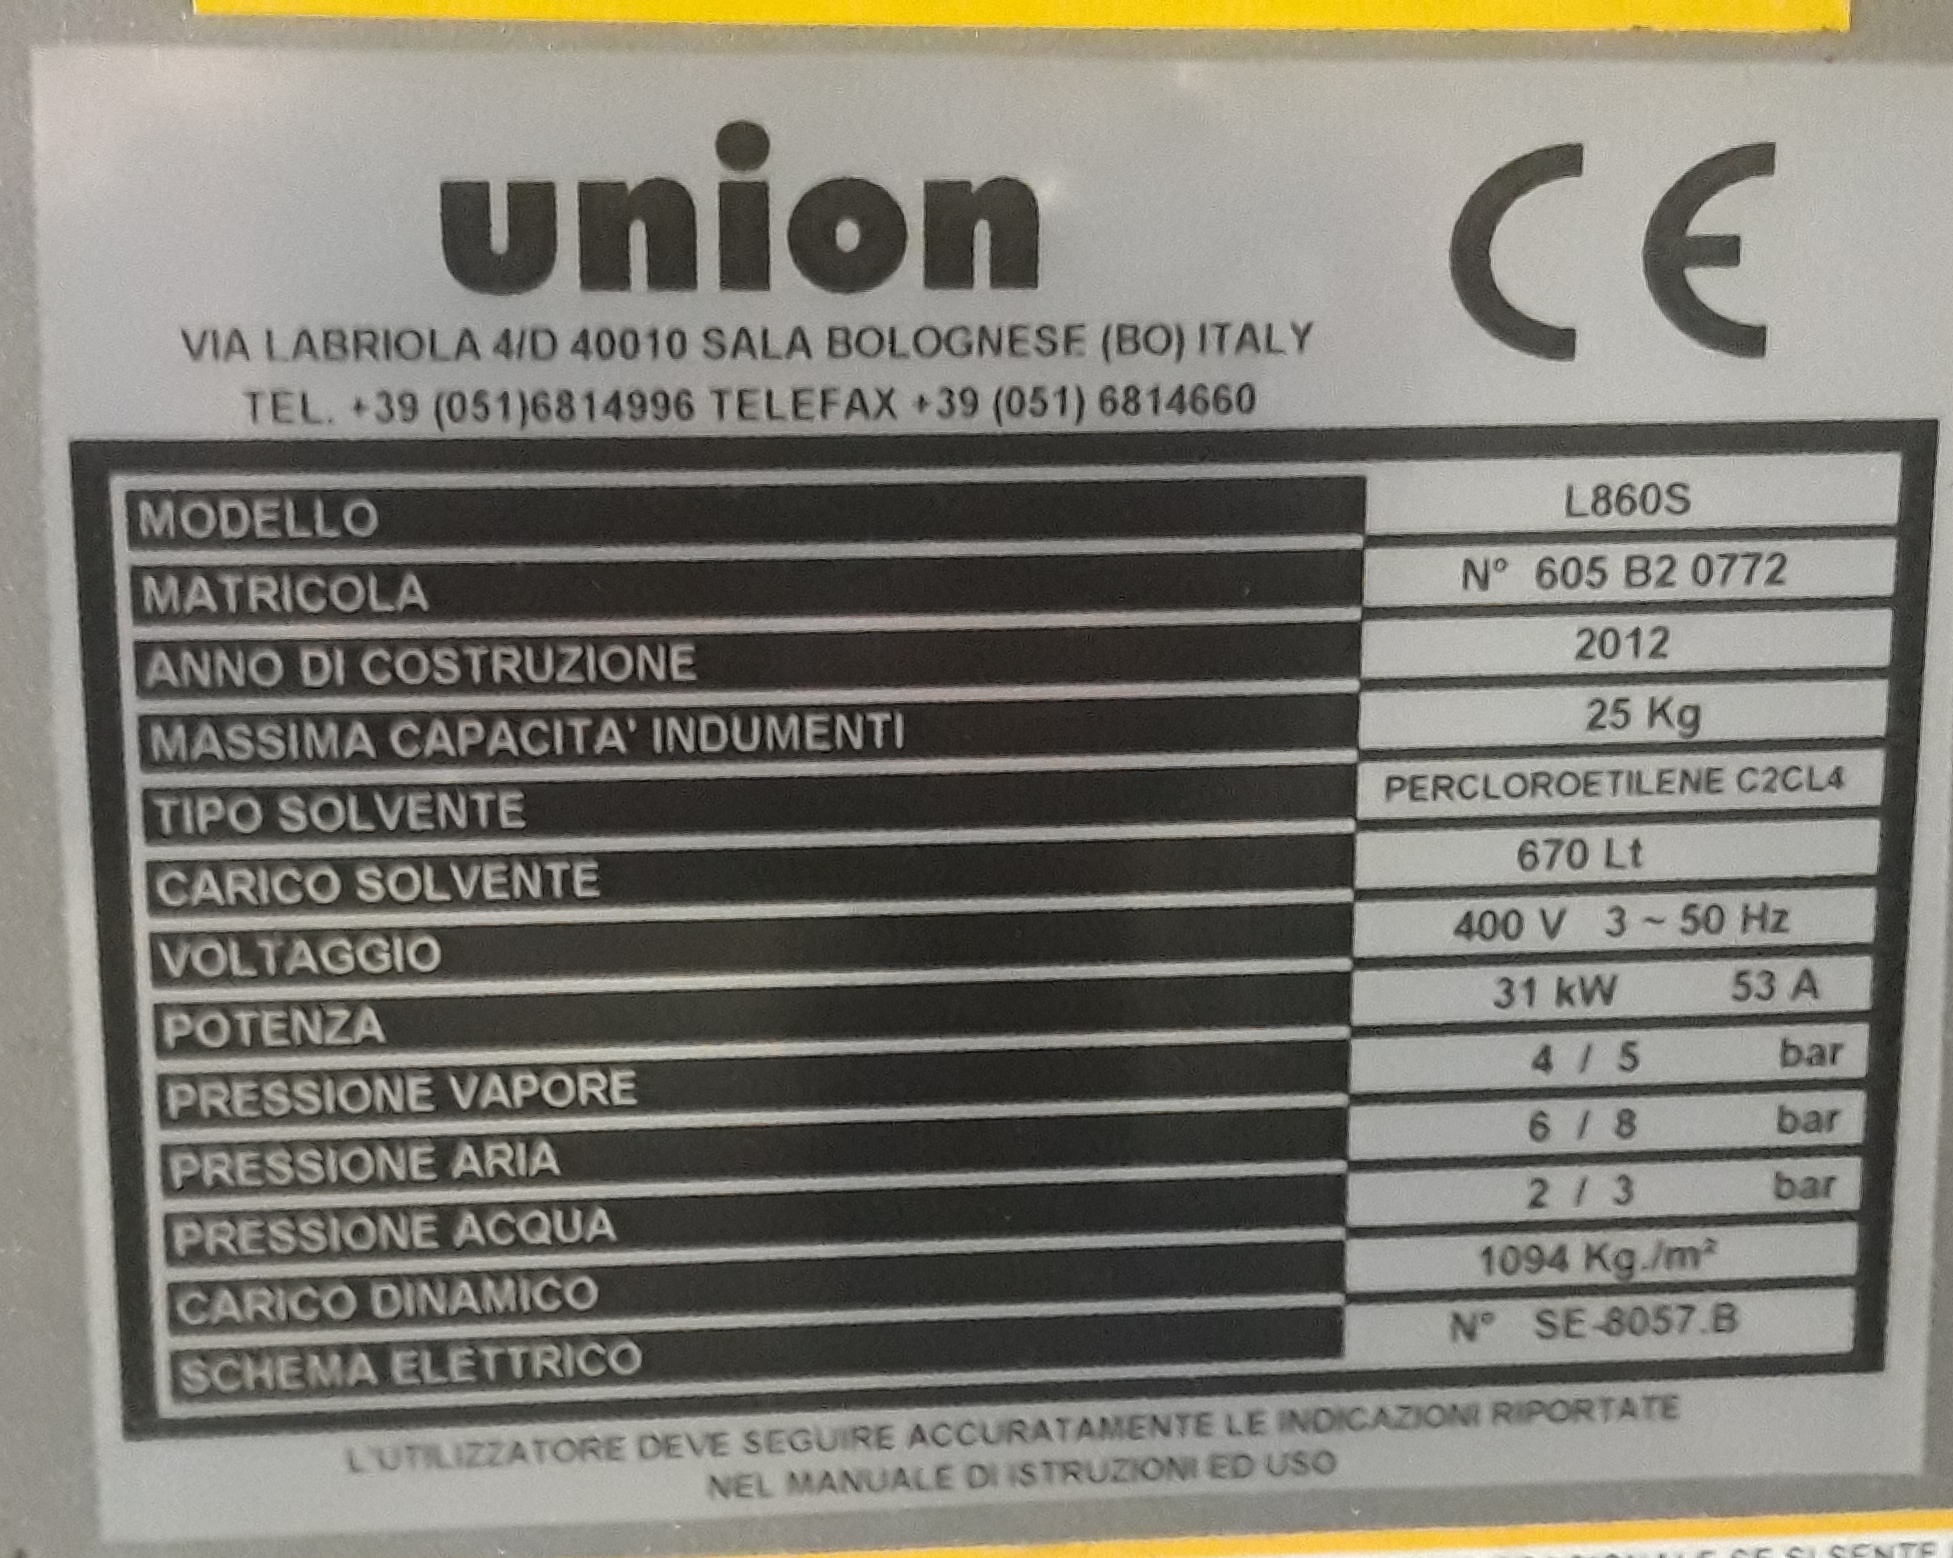 union CE
VIA LABRIOLA 4/D 40010 SALA BOLOGNESE (BO) ITALY
TEL. +39 (051)6814996 TELEFAX +39 (051) 6814660
MODELLO L860S
MATRICOLA N° 605 B2 0772
ANNO DI COSTRUZIONE 2012
MASSIMA CAPACITA' INDUMENTI 25 Kg
TIPO SOLVENTE PERCLOROETILENE C2CL4
CARICO SOLVENTE 670 Lt
VOLTAGGIO 400 V 3 ~ 50 Hz
POTENZA 31 kW 53 A
PRESSIONE VAPORE 4 / 5 bar
PRESSIONE ARIA 6 / 8 bar
PRESSIONE ACQUA 2 / 3 bar
CARICO DINAMICO 1094 Kg./m²
SCHEMA ELETTRICO N° SE-8057.B
L'UTILIZZATORE DEVE SEGUIRE ACCURATAMENTE LE INDICAZIONI RIPORTATE
NEL MANUALE DI ISTRUZIONI ED USO
SE SI SENTE